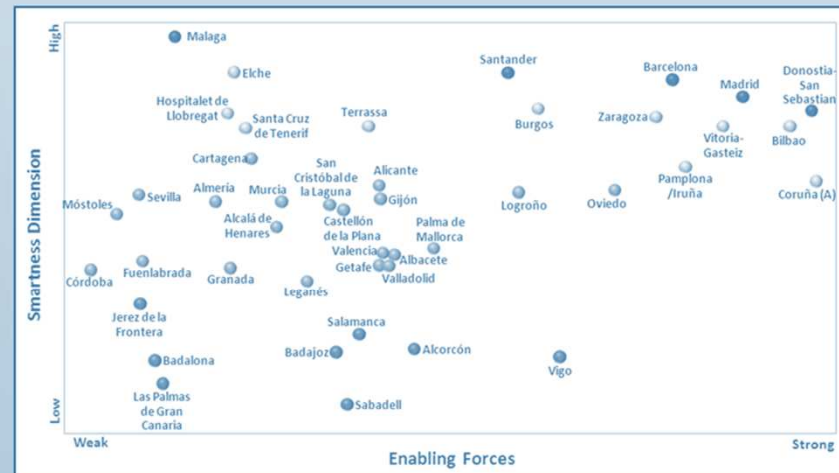 High
Malaga
Elche
Santander
Barcelona
Donostia-
San
Sebastian
Madrid
Hospitalet de
Llobregat
Santa Cruz
de Tenerif
Terrassa
Burgos
Zaragoza
Vitoria-
Gasteiz
Bilbao
Cartagena
San
Cristóbal de
la Laguna
Alicante
Pamplona
/Iruña
Coruña (A)
Móstoles
Sevilla
Almería
Murcia
Gijón
Logroño
Oviedo
Alcalá de
Henares
Castellón
de la Plana
Palma de
Mallorca
Valencia
Albacete
Getafe
Valladolid
Córdoba
Fuenlabrada
Granada
Leganés
Jerez de la
Frontera
Salamanca
Badajoz
Alcorcón
Badalona
Vigo
Las Palmas
de Gran
Canaria
Sabadell
Low
Smartness Dimension
Weak
Strong
Enabling Forces